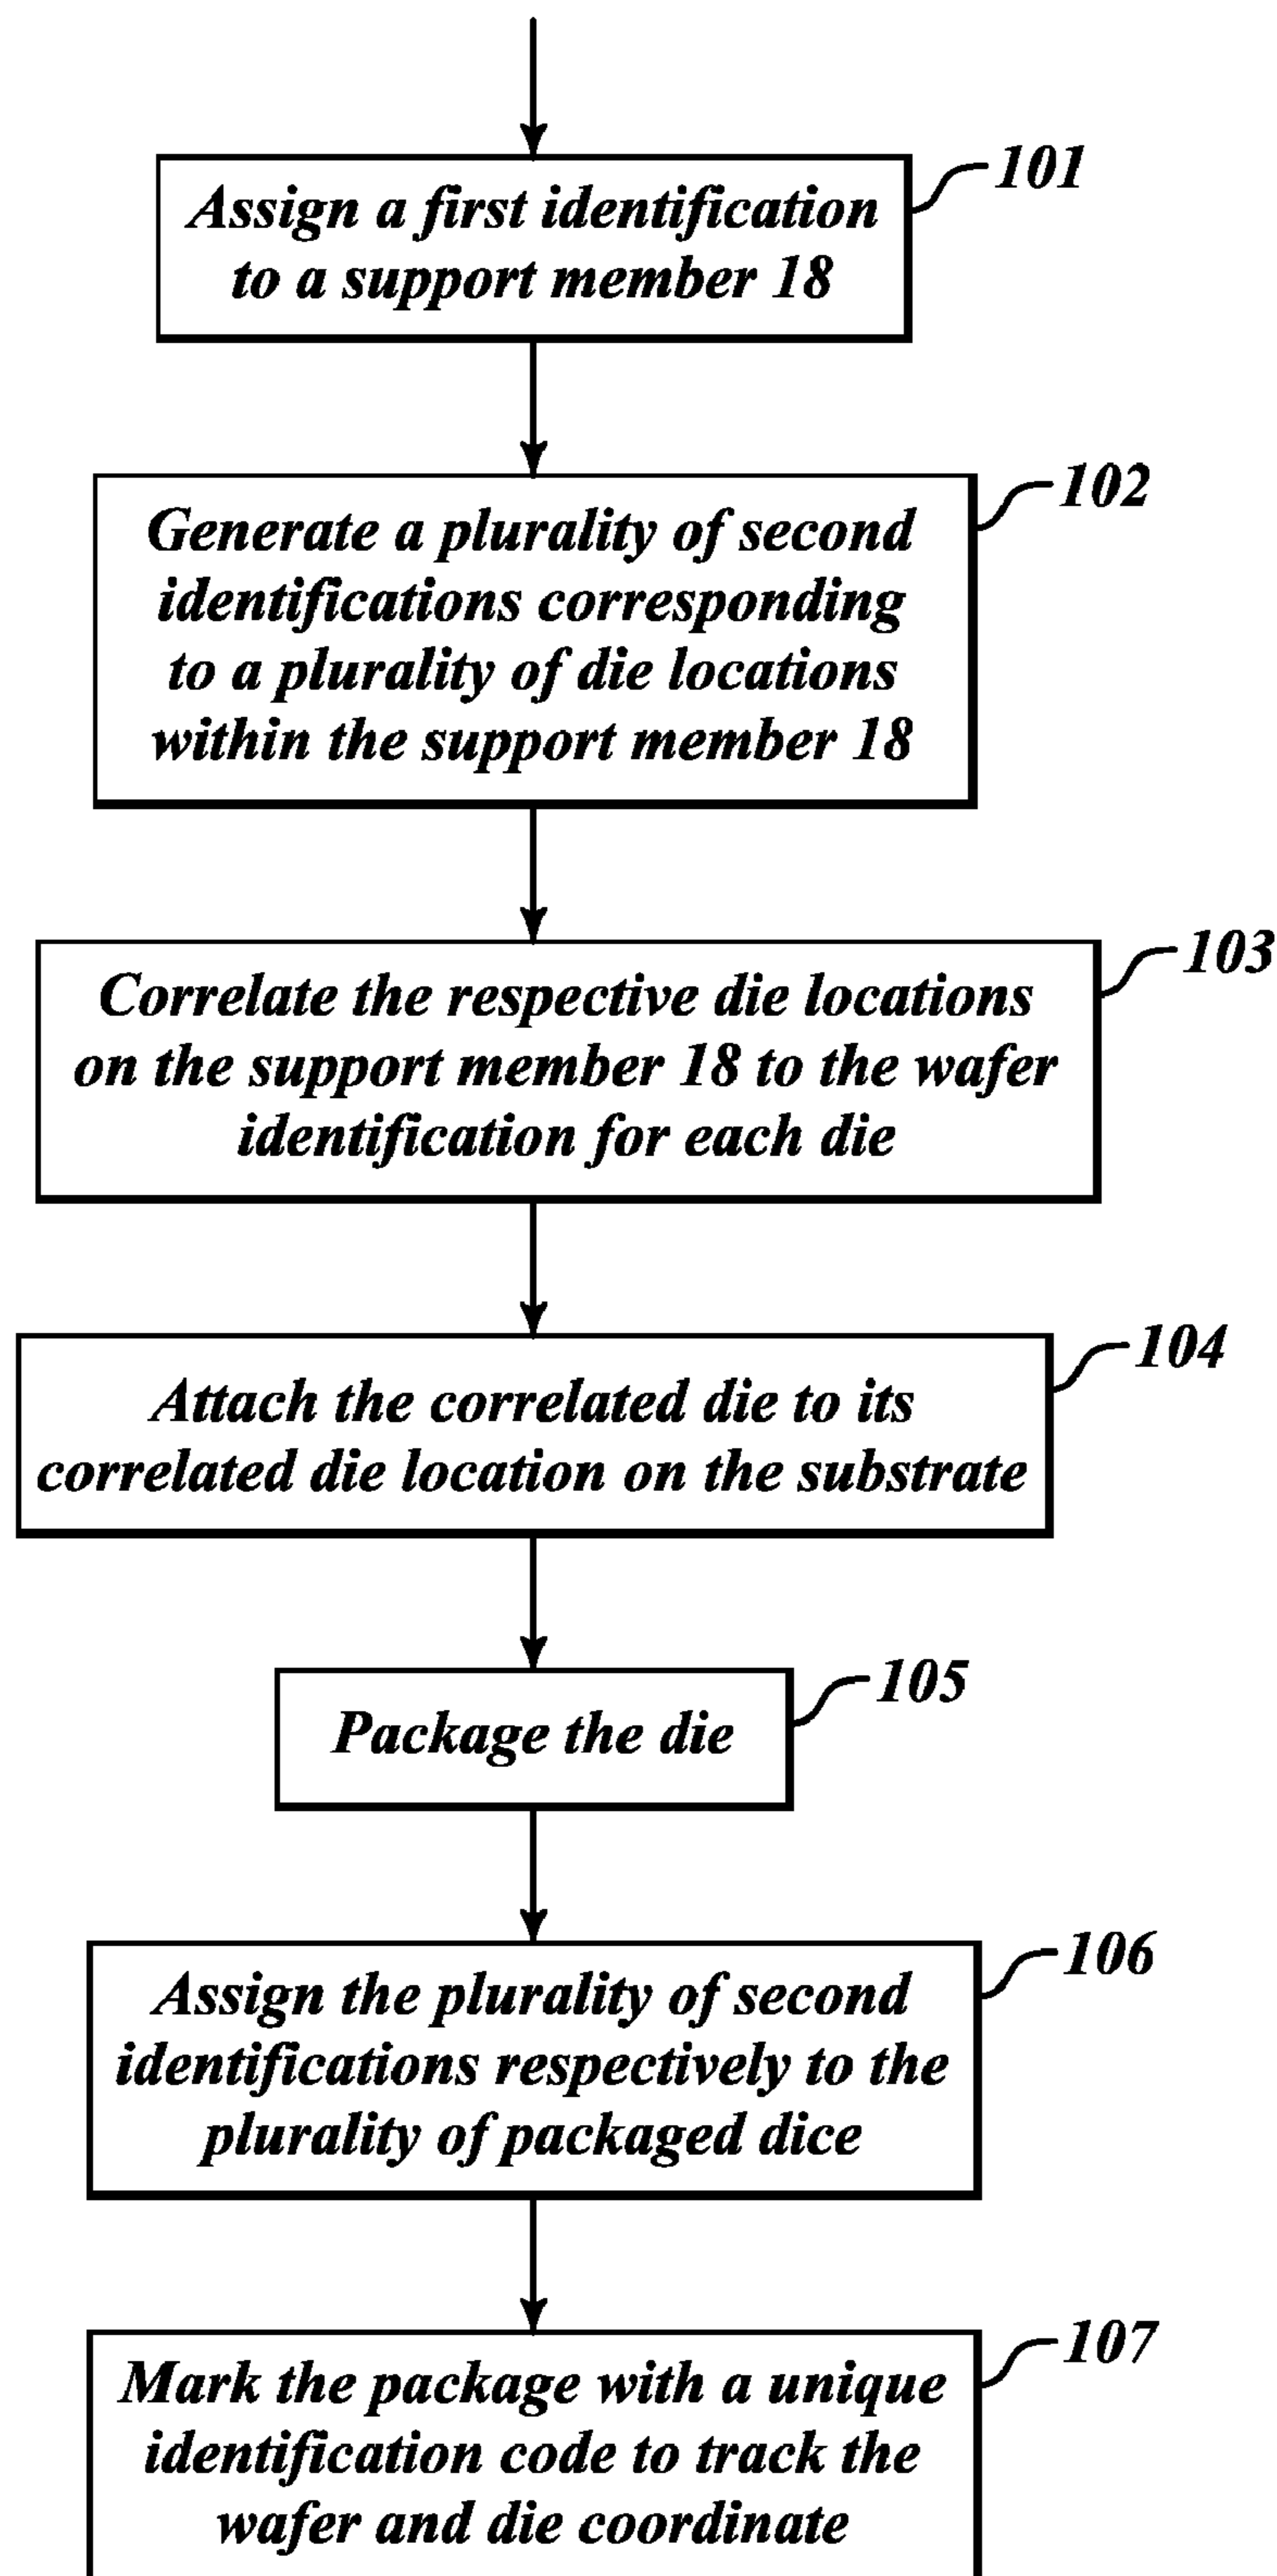 101
Assign a first identification
to a support member 18
102
Generate a plurality of second
identifications corresponding
to a plurality of die locations
within the support member 18
103
Correlate the respective die locations
on the support member 18 to the wafer
identification for each die
104
Attach the correlated die to its
correlated die location on the substrate
105
Package the die
106
Assign the plurality of second
identifications respectively to the
plurality of packaged dice
107
Mark the package with a unique
identification code to track the
wafer and die coordinate